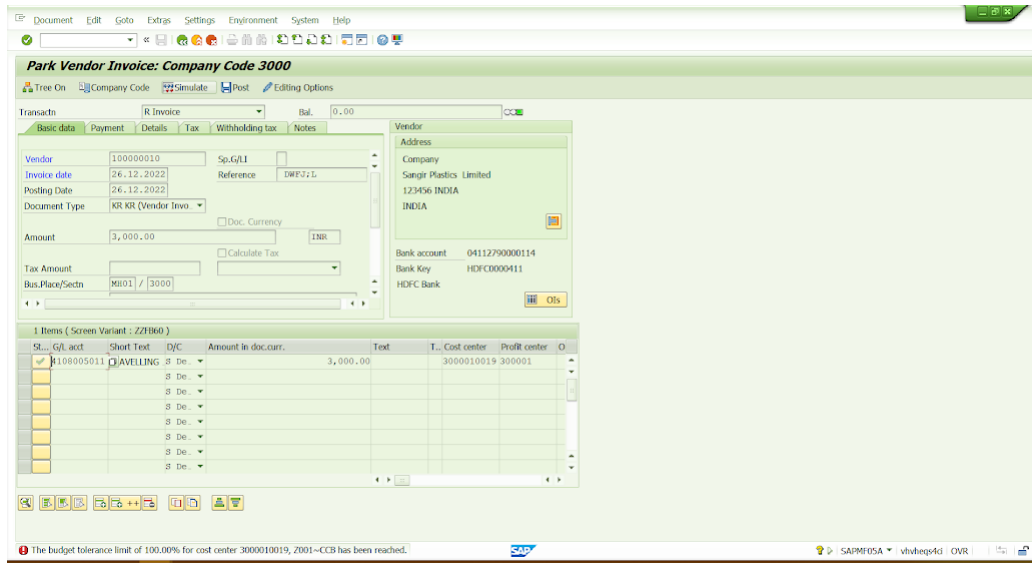 Document Edit Goto Extras Settings Environment System Help
Park Vendor Invoice: Company Code 3000
Tree On Company Code Simulate Post Editing Options
Transactn R Invoice Bal. 0.00
Basic data Payment Details Tax Withholding tax Notes
Vendor 100000010 Sp.G/LI
Invoice date 26.12.2022 Reference DWFJ;L
Posting Date 26.12.2022
Document Type KR KR (Vendor Invo..
Doc. Currency
Amount 3,000.00 INR
Calculate Tax
Tax Amount
Bus.Place/Sectn MH01 / 3000
Vendor
Address
Company
Sangir Plastics Limited
123456 INDIA
INDIA
Bank account 04112790000114
Bank Key HDFC0000411
HDFC Bank
OIs
1 Items ( Screen Variant : ZZFB60 )
St... G/L acct Short Text D/C Amount in doc.curr. Text T.. Cost center Profit center O
4108005011 AVELLING S De.. 3,000.00 3000010019 300001
S De..
S De..
S De..
S De..
S De..
S De..
S De..
The budget tolerance limit of 100.00% for cost center 3000010019, Z001~CCB has been reached.
SAP
SAPMF05A vhvheqs4ci OVR